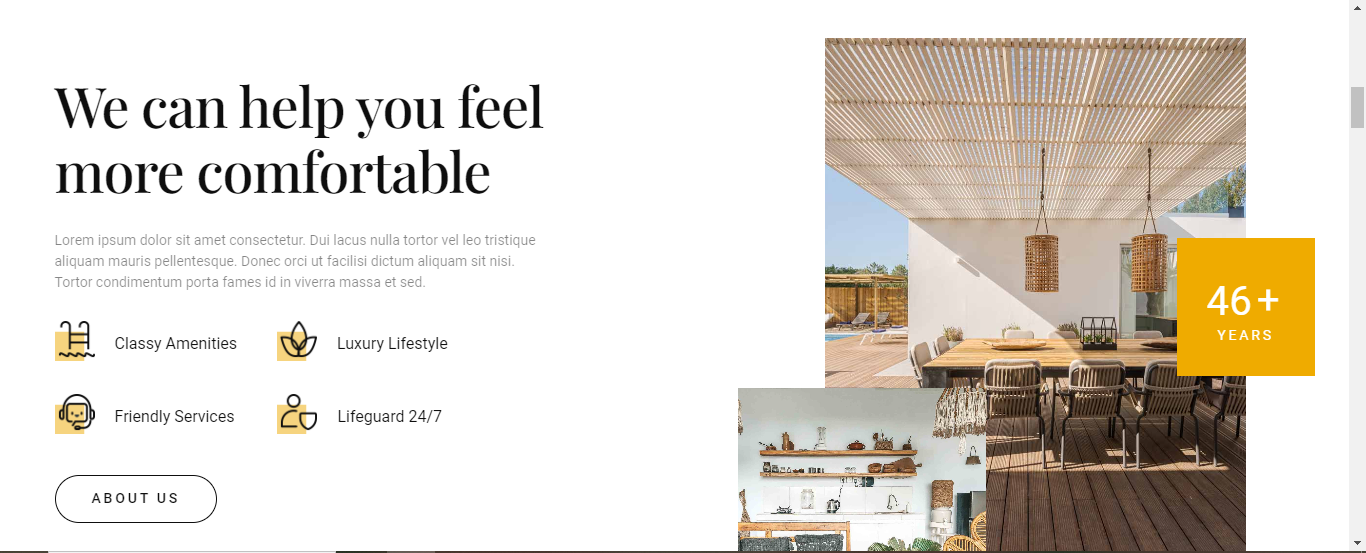 We can help you feel
more comfortable
Lorem ipsum dolor sit amet consectetur. Dui lacus nulla tortor vel leo tristique
aliquam mauris pellentesque. Donec orci ut facilisi dictum aliquam sit nisi.
Tortor condimentum porta fames id in viverra massa et sed.
Classy Amenities
Luxury Lifestyle
Friendly Services
Lifeguard 24/7
ABOUT US
46+
YEARS